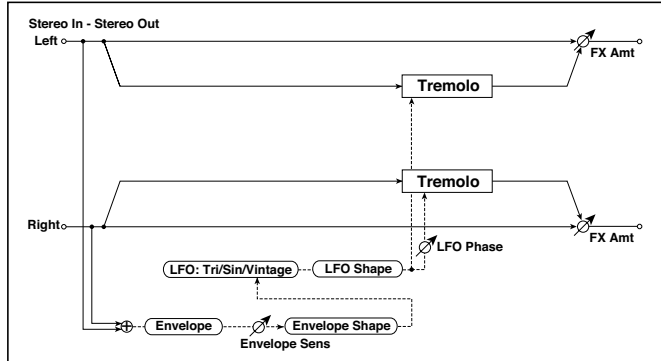 Stereo In - Stereo Out
Left
FX Amt
Tremolo
Tremolo
Right
FX Amt
LFO Phase
LFO: Tri/Sin/Vintage
LFO Shape
Envelope
Envelope Sens
Envelope Shape